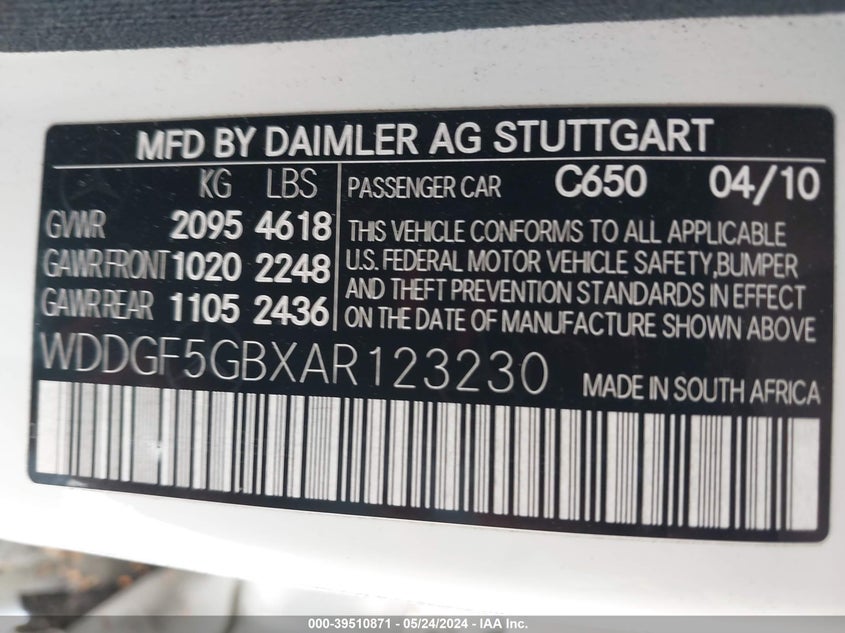 MFD BY DAIMLER AG STUTTGART
KG LBS
GVWR 2095 4618
GAWR FRONT 1020 2248
GAWR REAR 1105 2436
PASSENGER CAR C650 04/10
THIS VEHICLE CONFORMS TO ALL APPLICABLE
U.S. FEDERAL MOTOR VEHICLE SAFETY,BUMPER
AND THEFT PREVENTION STANDARDS IN EFFECT
ON THE DATE OF MANUFACTURE SHOWN ABOVE
WDDGF5GBXAR123230 MADE IN SOUTH AFRICA
000-39510871 - 05/24/2024 - IAA Inc.